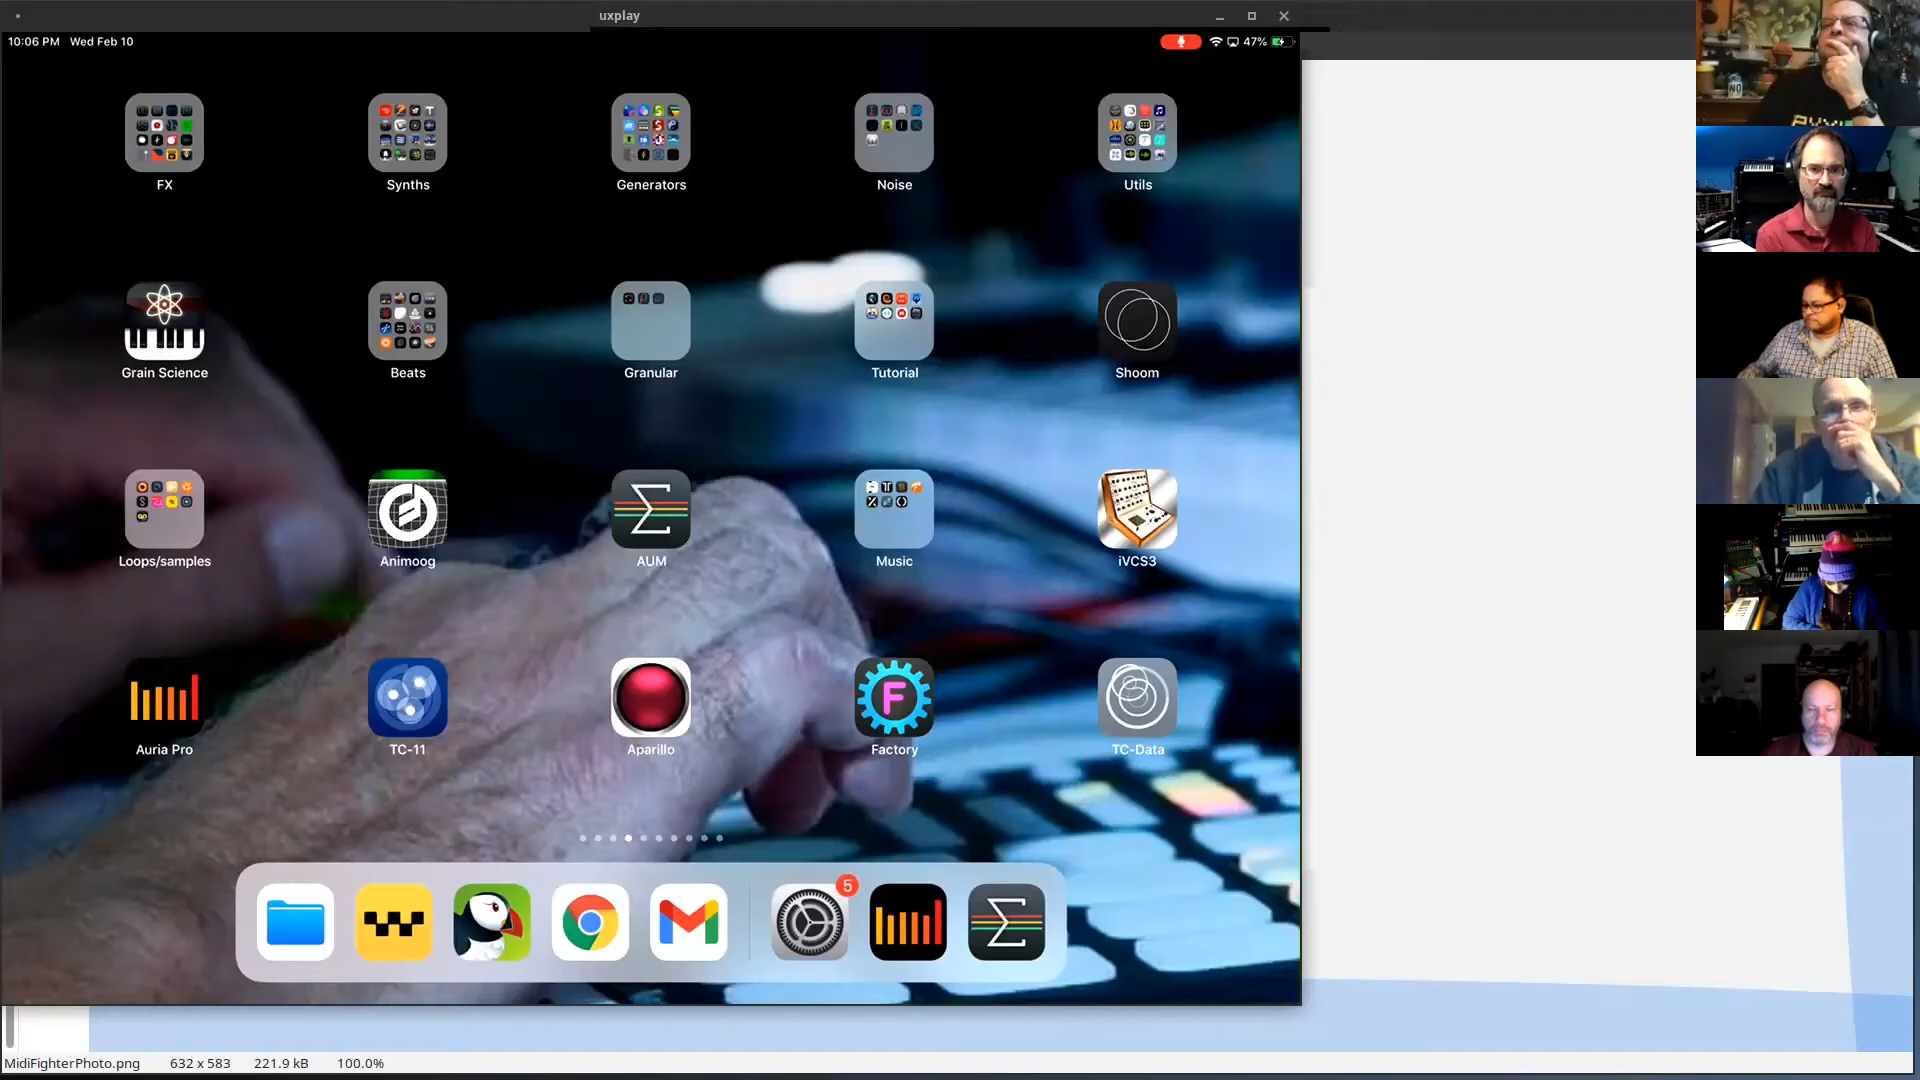 uxplay
10:06 PM Wed Feb 10
47%
FX
Synths
Generators
Noise
Utils
Grain Science
Beats
Granular
Tutorial
Shoom
Loops/samples
Animoog
AUM
Music
iVCS3
Auria Pro
TC-11
Aparillo
F
Factory
TC-Data
5
NO
MidiFighterPhoto.png 632 x 583 221.9 kB 100.0%